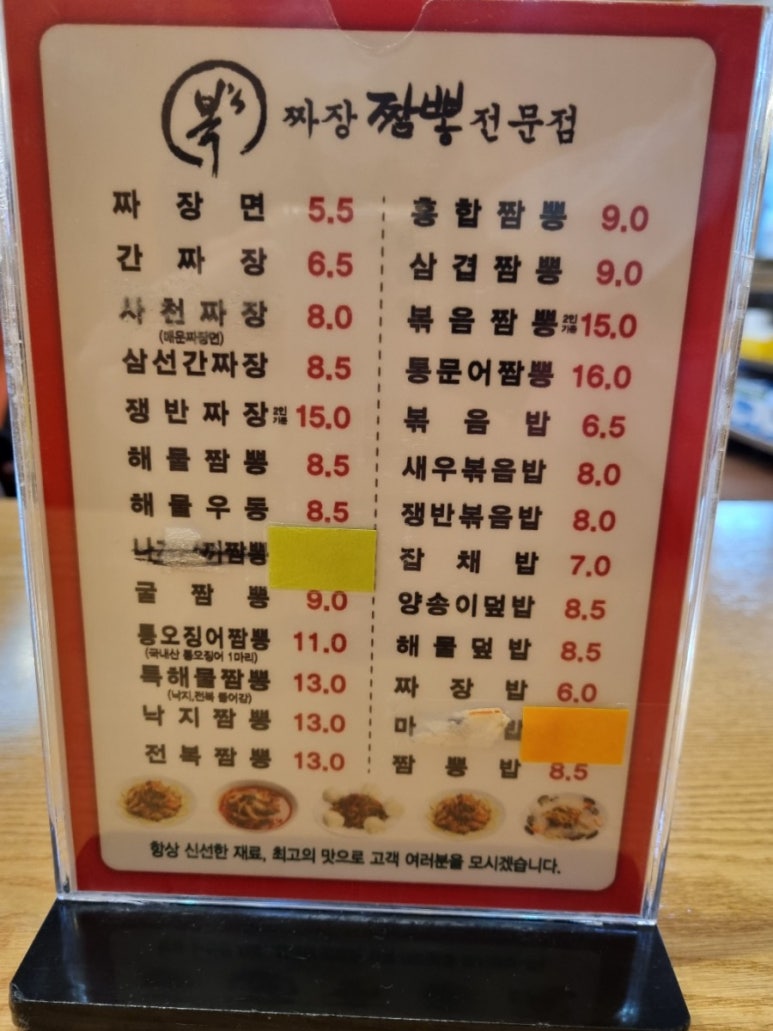 복's 짜장 짬뽕 전문점
짜장면 5.5
간짜장 6.5
사천짜장 8.0
(매운짜장면)
삼선간짜장 8.5
쟁반짜장 2인기준 15.0
해물짬뽕 8.5
해물우동 8.5
짬뽕
굴짬뽕 9.0
통오징어짬뽕 11.0
(국내산 통오징어 1마리)
특해물짬뽕 13.0
(낙지,전복 들어감)
낙지짬뽕 13.0
전복짬뽕 13.0
홍합짬뽕 9.0
삼겹짬뽕 9.0
볶음짬뽕 2인기준 15.0
통문어짬뽕 16.0
볶음밥 6.5
새우볶음밥 8.0
쟁반볶음밥 8.0
잡채밥 7.0
양송이덮밥 8.5
해물덮밥 8.5
짜장밥 6.0
마 밥
짬뽕밥 8.5
항상 신선한 재료, 최고의 맛으로 고객 여러분을 모시겠습니다.